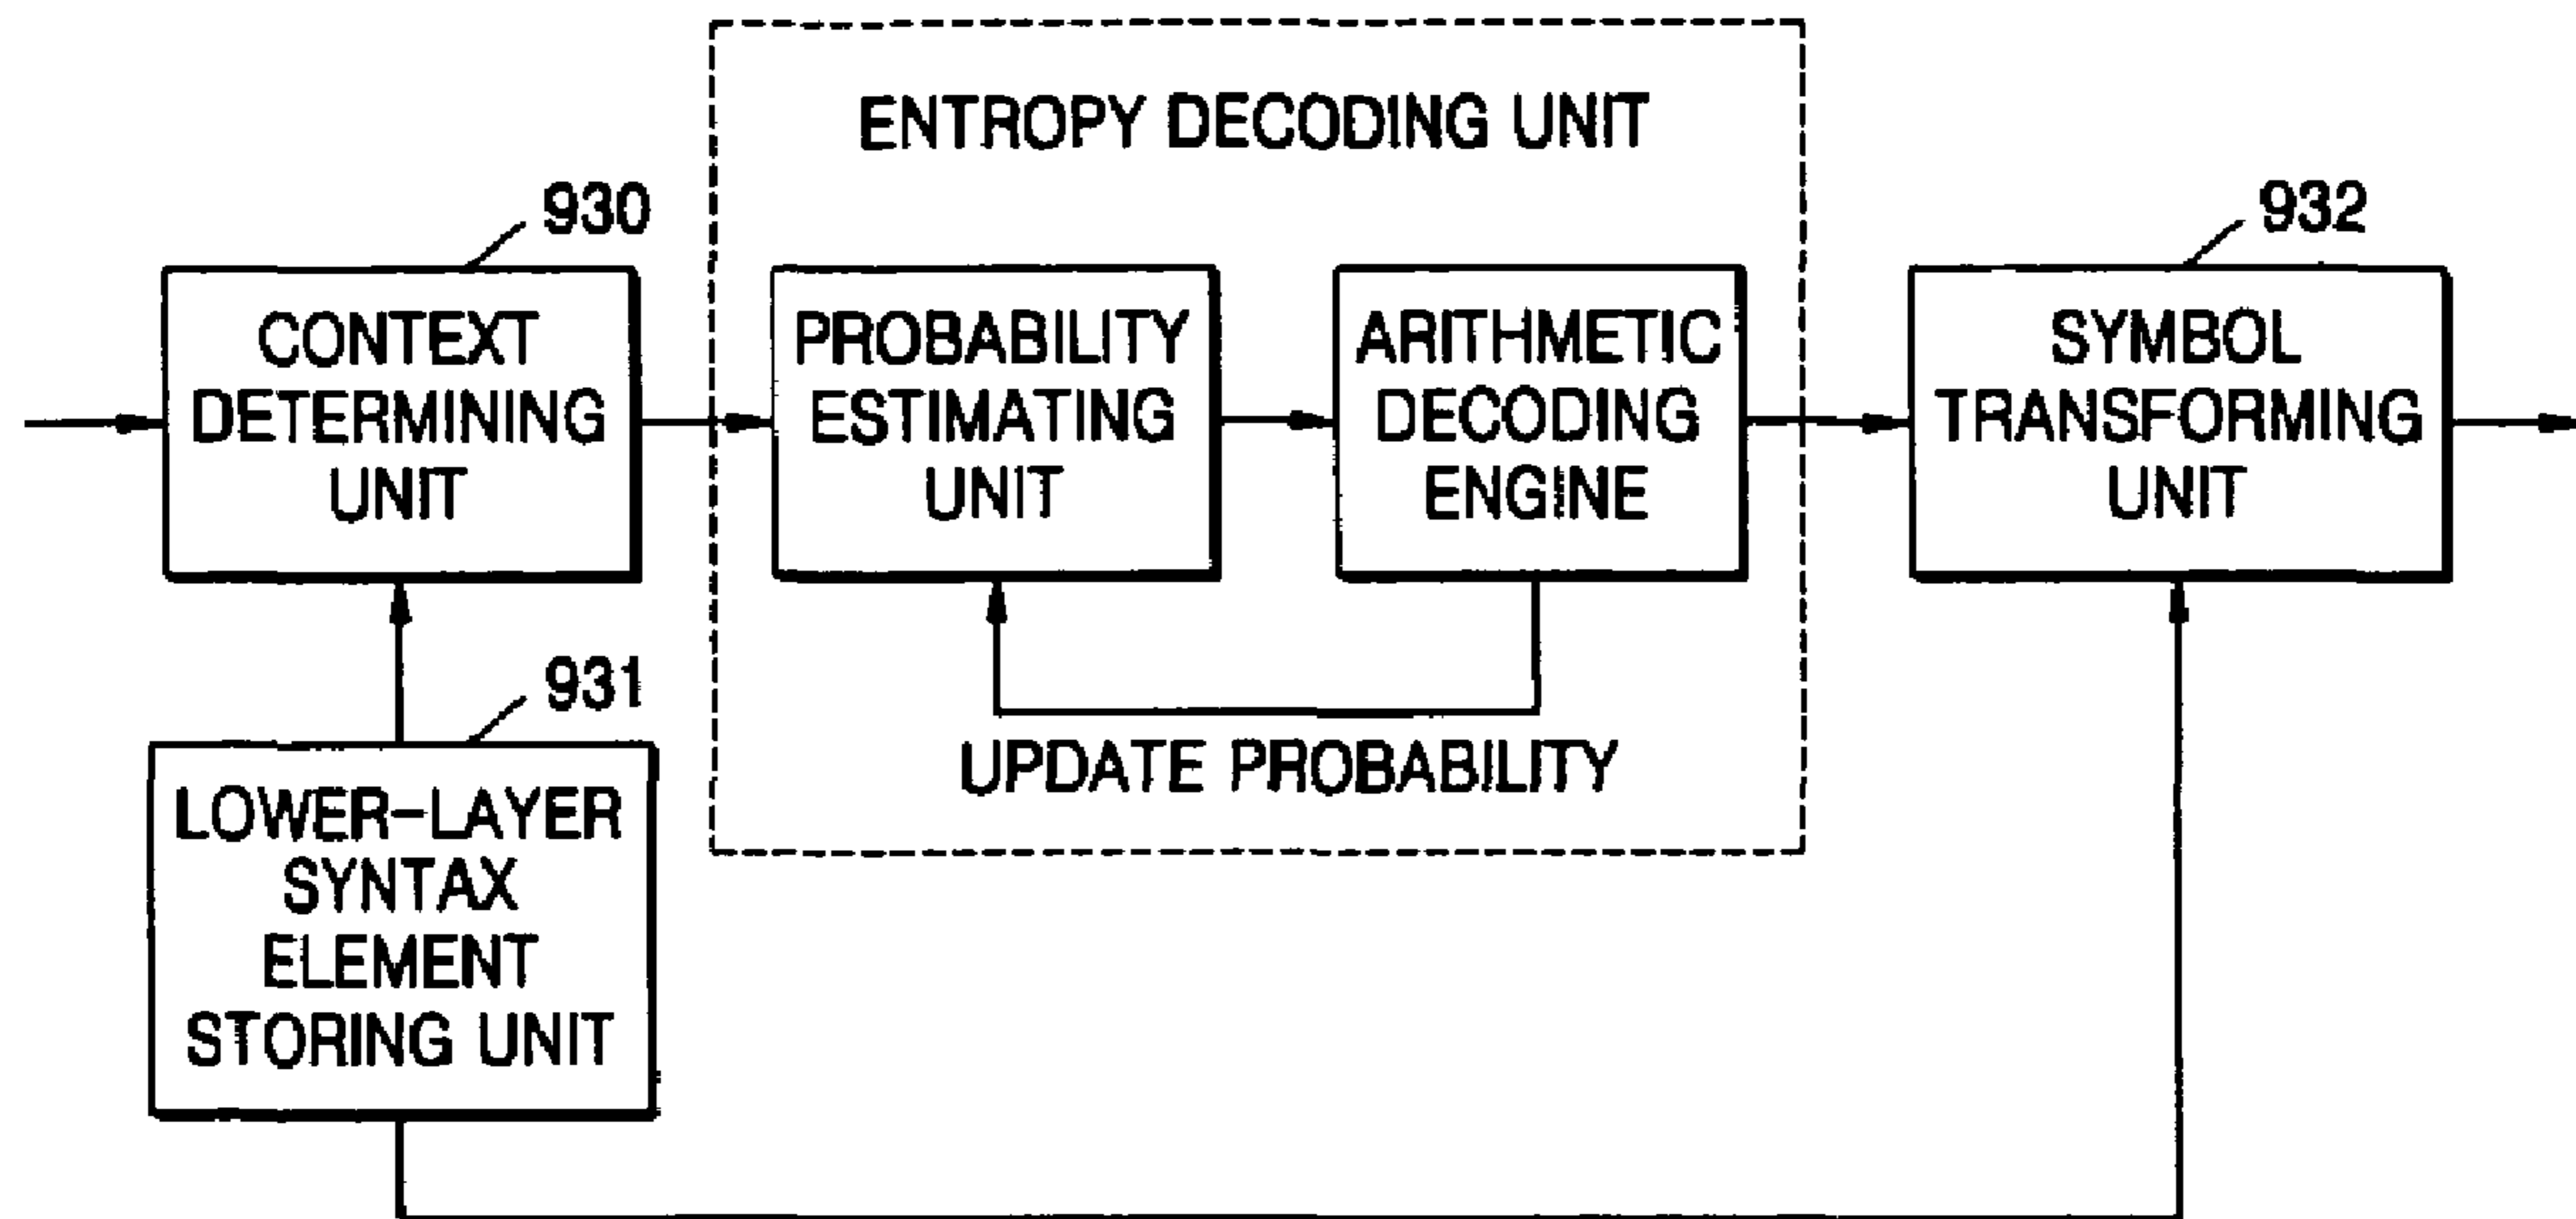 ENTROPY DECODING UNIT
930
CONTEXT
DETERMINING
UNIT
PROBABILITY
ESTIMATING
UNIT
ARITHMETIC
DECODING
ENGINE
932
SYMBOL
TRANSFORMING
UNIT
UPDATE PROBABILITY
931
LOWER-LAYER
SYNTAX
ELEMENT
STORING UNIT